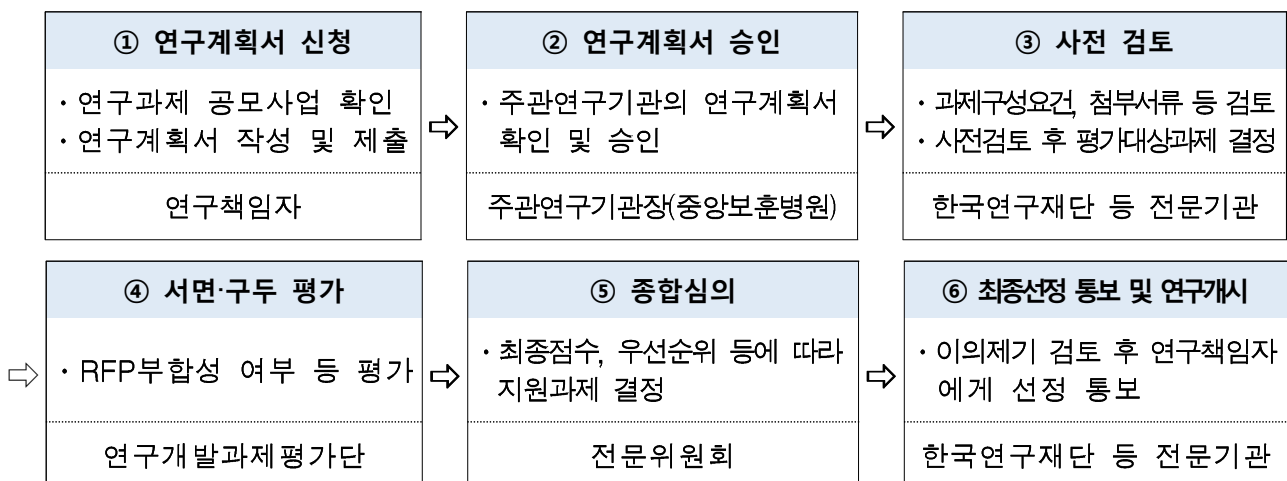 ① 연구계획서 신청
· 연구과제 공모사업 확인
· 연구계획서 작성 및 제출
연구책임자
⇨
② 연구계획서 승인
· 주관연구기관의 연구계획서
확인 및 승인
주관연구기관장(중앙보훈병원)
⇨
③ 사전 검토
· 과제구성요건, 첨부서류 등 검토
· 사전검토 후 평가대상과제 결정
한국연구재단 등 전문기관
⇨
④ 서면·구두 평가
· RFP부합성 여부 등 평가
연구개발과제평가단
⇨
⑤ 종합심의
· 최종점수, 우선순위 등에 따라
지원과제 결정
전문위원회
⇨
⑥ 최종선정 통보 및 연구개시
· 이의제기 검토 후 연구책임자
에게 선정 통보
한국연구재단 등 전문기관